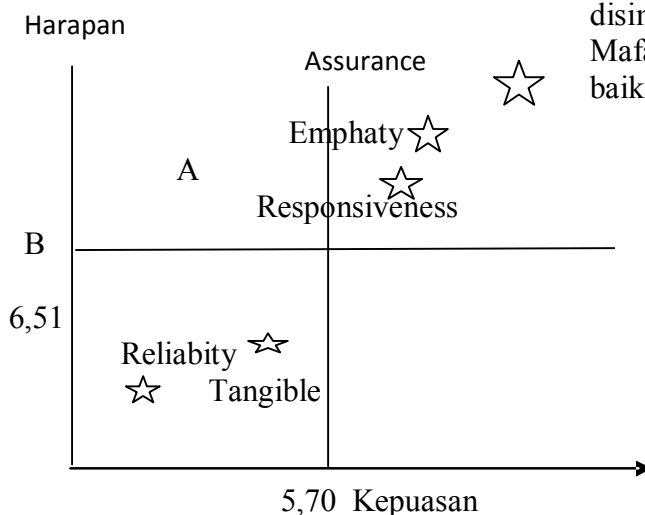 Harapan
disin
Mafa
baik
Assurance
Emphaty
A
Responsiveness
B
6,51
Reliabity
Tangible
5,70 Kepuasan